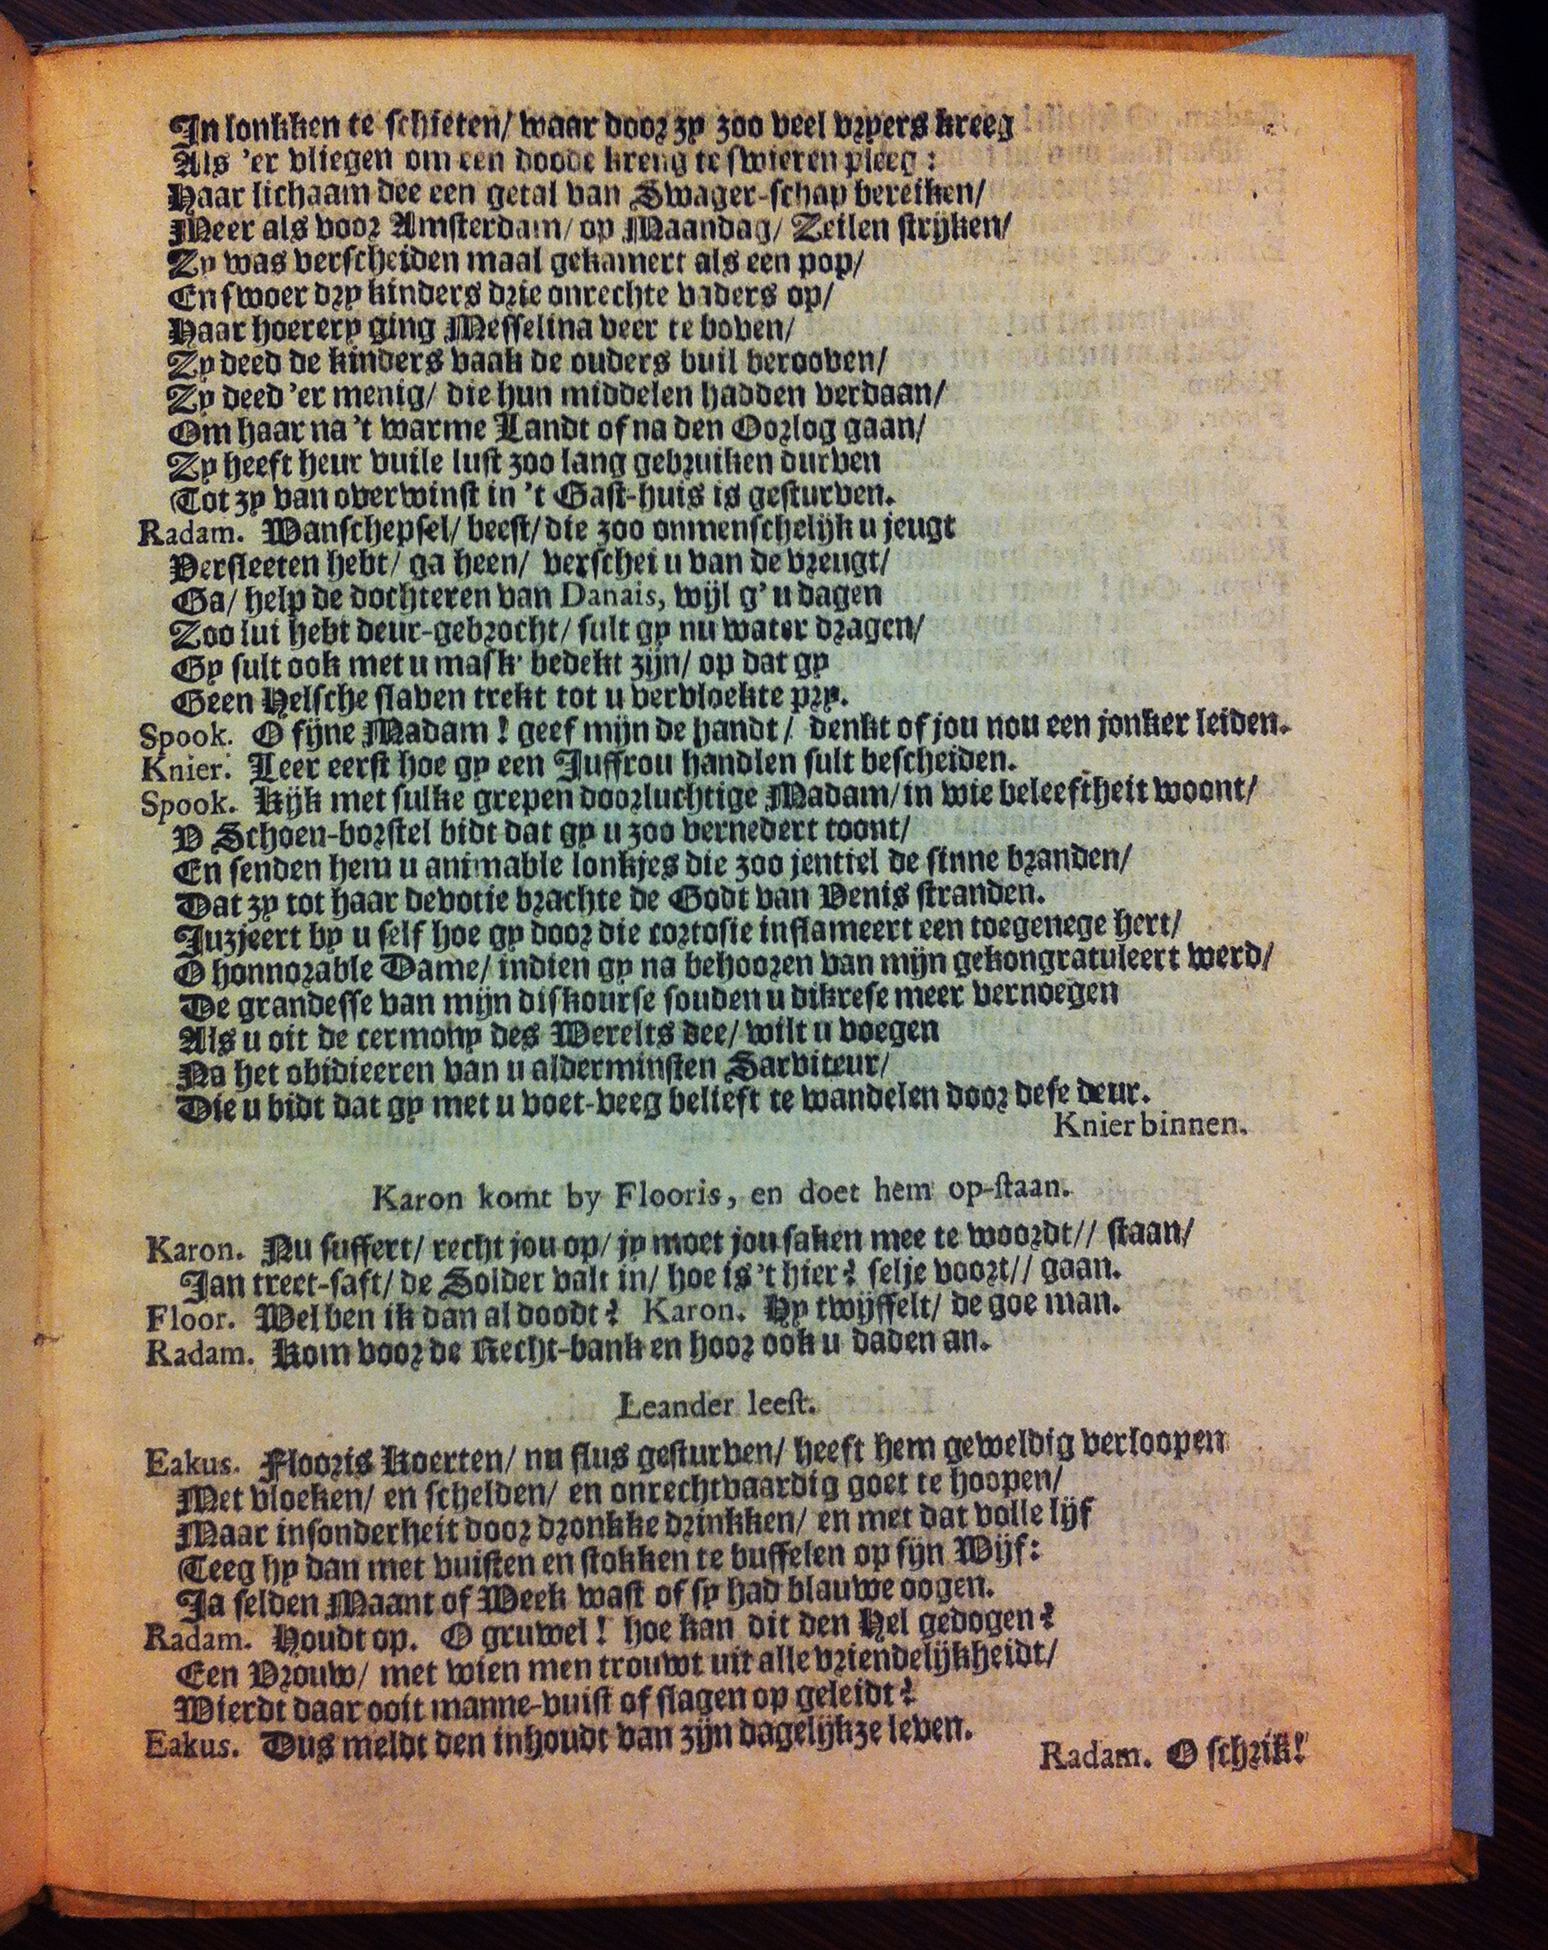 In lonkken te schieten/ waar door zy zoo veel vryers kreeg
Als 'er vliegen om een doode kreng te swieren pleeg:
Haar lichaam dee een getal van Swager-schap bereiken/
Meer als voor Amsterdam/ op Maandag/ Zeilen strijken/
Zy was verscheiden maal gekamert als een pop/
En swoer dry kinders drie onrechte vaders op/
Haar hoerery ging Messelina veer te boven/
Zy deed de kinders vaak de ouders buil berooven/
Zy deed 'er menig/ die hun middelen hadden verdaan/
Om haar na 't warme Landt of na den Oorlog gaan/
Zy heeft heur vuile lust zoo lang gebruiken durven
Tot zy van overwinst in 't Gast-huis is gesturven.
Radam. Wanschepsel/ beest/ die zoo onmenschelijk u jeugt
Versleeten hebt/ ga heen/ verschei u van de vreugt/
Ga/ help de dochteren van Danais, wijl g' u dagen
Zoo lui hebt deur-gebrocht/ sult gy nu water dragen/
Gy sult ook met u mask' bedekt zijn/ op dat gy
Geen Helsche slaven trekt tot u vervloekte pry.
Spook. O fijne Madam! geef mijn de handt/ denkt of jou nou een jonker leiden.
Knier. Leer eerst hoe gy een Juffrou handlen sult bescheiden.
Spook. Kijk met sulke grepen doorluchtige Madam/ in wie beleeftheit woont/
U Schoen-borstel bidt dat gy u zoo vernedert toont/
En senden hem u animable lonkjes die zoo jentiel de sinne branden/
Dat zy tot haar devotie brachte de Godt van Venis stranden.
Juzjeert by u self hoe gy door die cortosie inflameert een toegenege hert/
O honnorable Dame/ indien gy na behooren van mijn gekongratuleert werd/
De grandesse van mijn diskourse souden u dikrese meer vernoegen
Als u oit de cermony des Werelts dee/ wilt u voegen
Na het obidieeren van u alderminsten Sarviteur/
Die u bidt dat gy met u voet-veeg belieft te wandelen door dese deur.
Knier binnen.
Karon komt by Flooris, en doet hem op-staan.
Karon. Nu suffert/ recht jou op/ jy moet jou saken mee te woordt// staan/
Jan treet-saft/ de Solder valt in/ hoe is 't hier? selje voort// gaan.
Floor. Wel ben ik dan al doodt? Karon. Hy twijffelt/ de goe man.
Radam. Kom voor de Recht-bank en hoor ook u daden an.
Leander leest.
Eakus. Flooris Koerten/ nu flus gesturven/ heeft hem geweldig verloopen
Met vloeken/ en schelden/ en onrechtvaardig goet te hoopen/
Maar insonderheit door dronkke drinkken/ en met dat volle lijf
Teeg hy dan met vuisten en stokken te buffelen op sijn Wijf:
Ja selden Maant of Week wast of sy had blauwe oogen.
Radam. Houdt op. O gruwel! hoe kan dit den Hel gedogen?
Een Vrouw/ met wien men trouwt uit alle vriendelijkheidt/
Wierdt daar ooit manne-vuist of slagen op geleidt?
Eakus. Dus meldt den inhoudt van zijn dagelijkze leven.
Radam. O schrik!